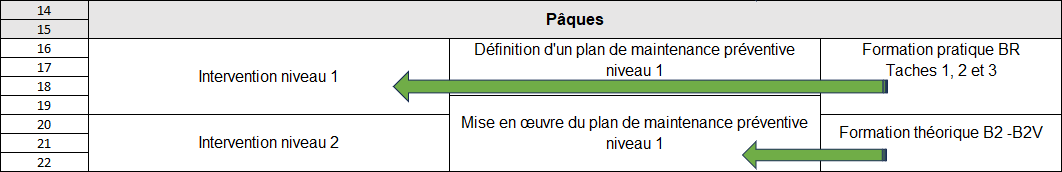 14
Pâques
15
16
Définition d'un plan de maintenance préventive
niveau 1
Formation pratique BR
Taches 1, 2 et 3
17
Intervention niveau 1
18
19
20
Mise en œuvre du plan de maintenance préventive
niveau 1
Formation théorique B2 -B2V
21
Intervention niveau 2
22